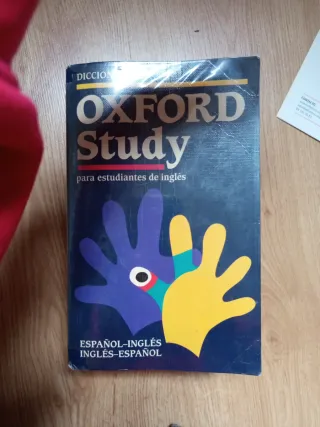 OXFORD
Study
para estudiantes de inglés
ESPAÑOL–INGLÉS
INGLÉS–ESPAÑOL